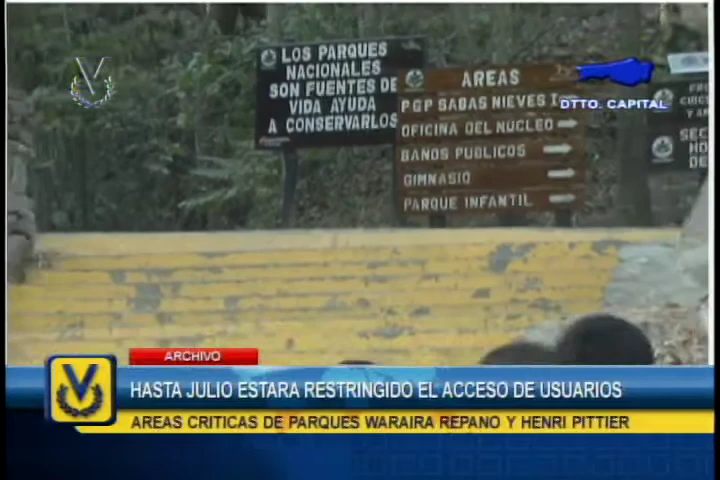 LOS PARQUES
NACIONALES
SON FUENTES DE
VIDA AYUDA
A CONSERVARLOS
AREAS
PGP SABAS NIEVES I
OFICINA DEL NÚCLEO
BAÑOS PUBLICOS
GIMNASIO
PARQUE INFANTIL
DTTO. CAPITAL
V
ARCHIVO
HASTA JULIO ESTARA RESTRINGIDO EL ACCESO DE USUARIOS
AREAS CRITICAS DE PARQUES WARAIRA REPANO Y HENRI PITTIER
V